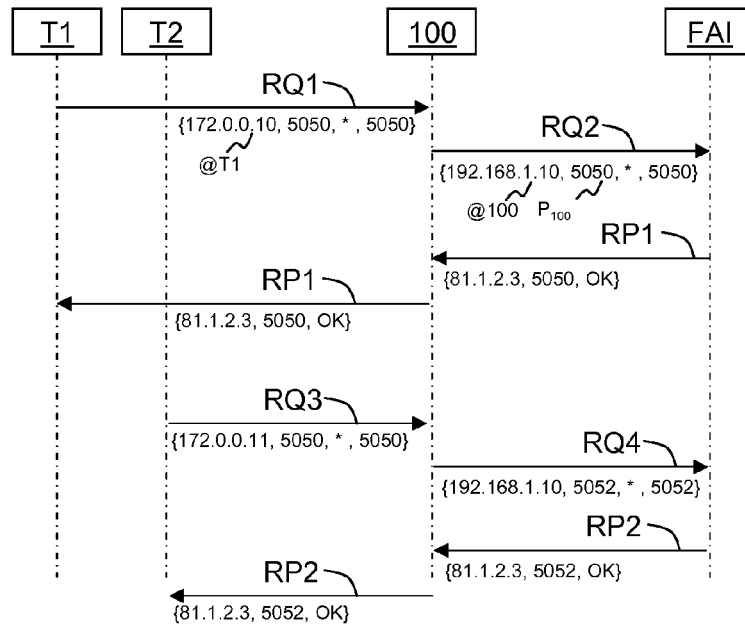 T1 T2 100 FAI
RQ1
{172.0.0.10, 5050, * , 5050}
@T1
RQ2
{192.168.1.10, 5050, * , 5050}
@100 P100
RP1
{81.1.2.3, 5050, OK}
RP1
{81.1.2.3, 5050, OK}
RQ3
{172.0.0.11, 5050, * , 5050}
RQ4
{192.168.1.10, 5052, * , 5052}
RP2
{81.1.2.3, 5052, OK}
RP2
{81.1.2.3, 5052, OK}